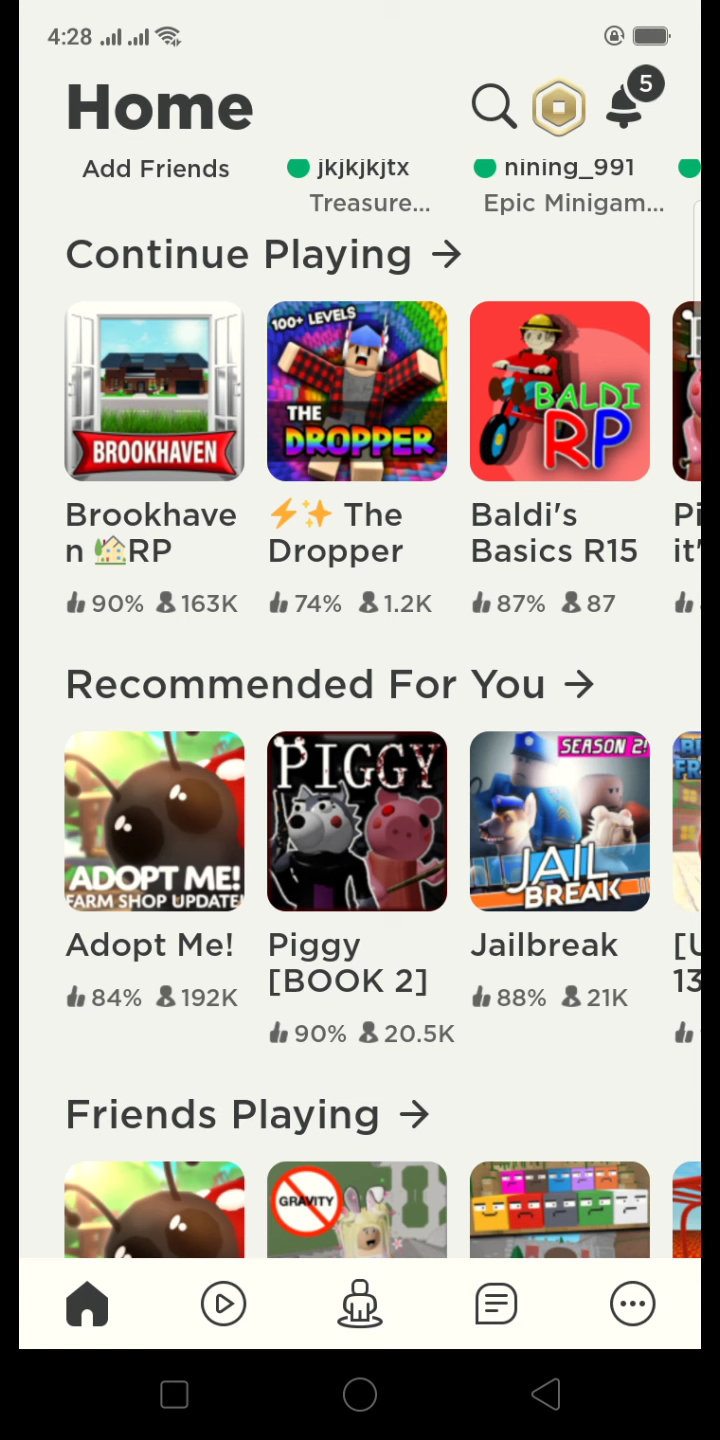 4:28
Home
5
Add Friends
jkjkjkjtx
nining_991
Treasure...
Epic Minigam...
Continue Playing →
BROOKHAVEN
100+ LEVELS
THE
DROPPER
BALDI
RP
Brookhave
n 🏡RP
⚡✨ The
Dropper
Baldi's
Basics R15
Pi
it'
90% 163K
74% 1.2K
87% 87
Recommended For You →
ADOPT ME!
FARM SHOP UPDATE!
PIGGY
SEASON 2!
JAIL
BREAK
Adopt Me!
Piggy
[BOOK 2]
Jailbreak
[U
13
84% 192K
90% 20.5K
88% 21K
Friends Playing →
GRAVITY